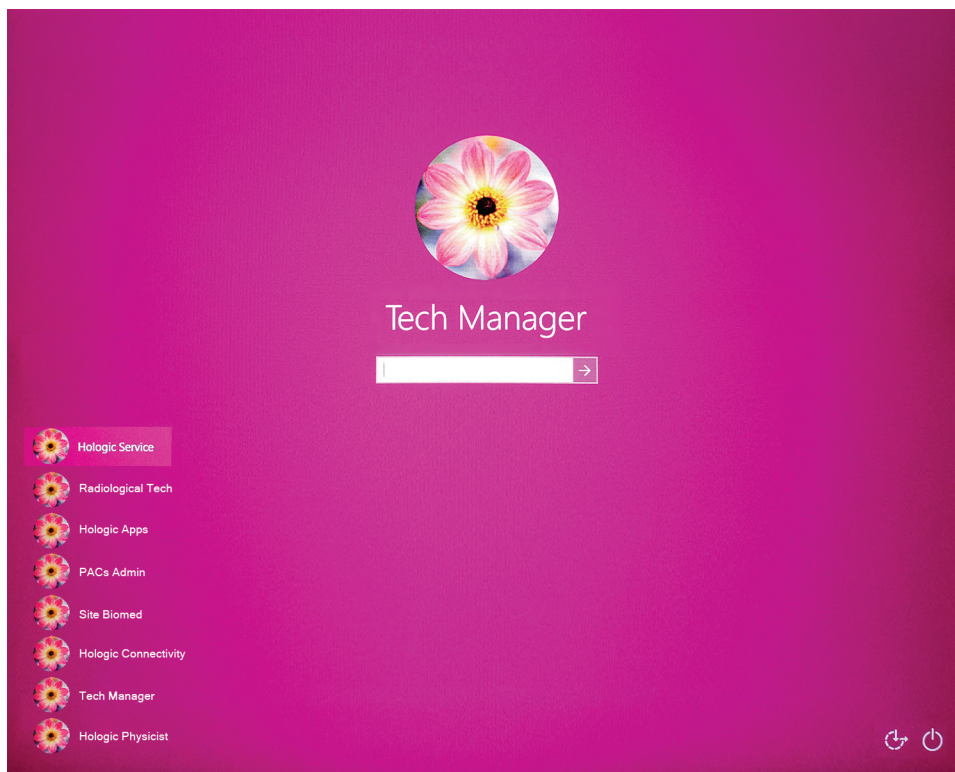 Tech Manager
Hologic Service
Radiological Tech
Hologic Apps
PACs Admin
Site Biomed
Hologic Connectivity
Tech Manager
Hologic Physicist